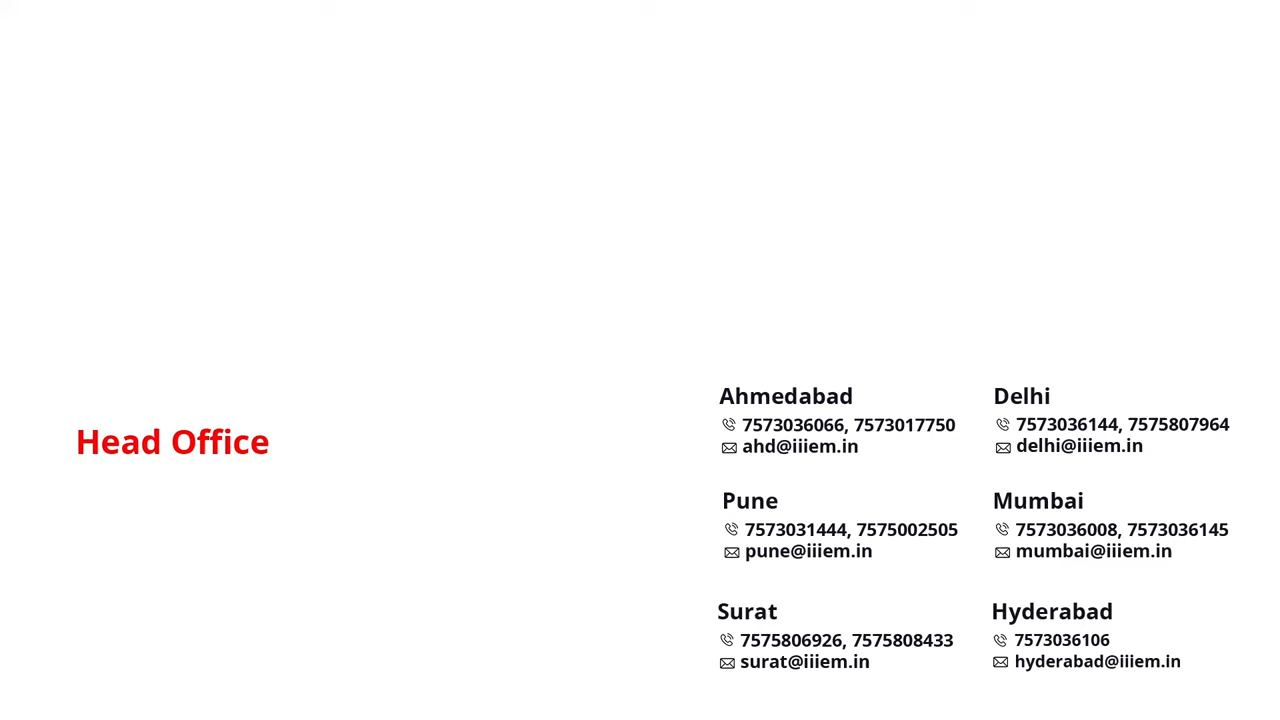 Head Office
Ahmedabad
7573036066, 7573017750
ahd@iiiem.in
Delhi
7573036144, 7575807964
delhi@iiiem.in
Pune
7573031444, 7575002505
pune@iiiem.in
Mumbai
7573036008, 7573036145
mumbai@iiiem.in
Surat
7575806926, 7575808433
surat@iiiem.in
Hyderabad
7573036106
hyderabad@iiiem.in